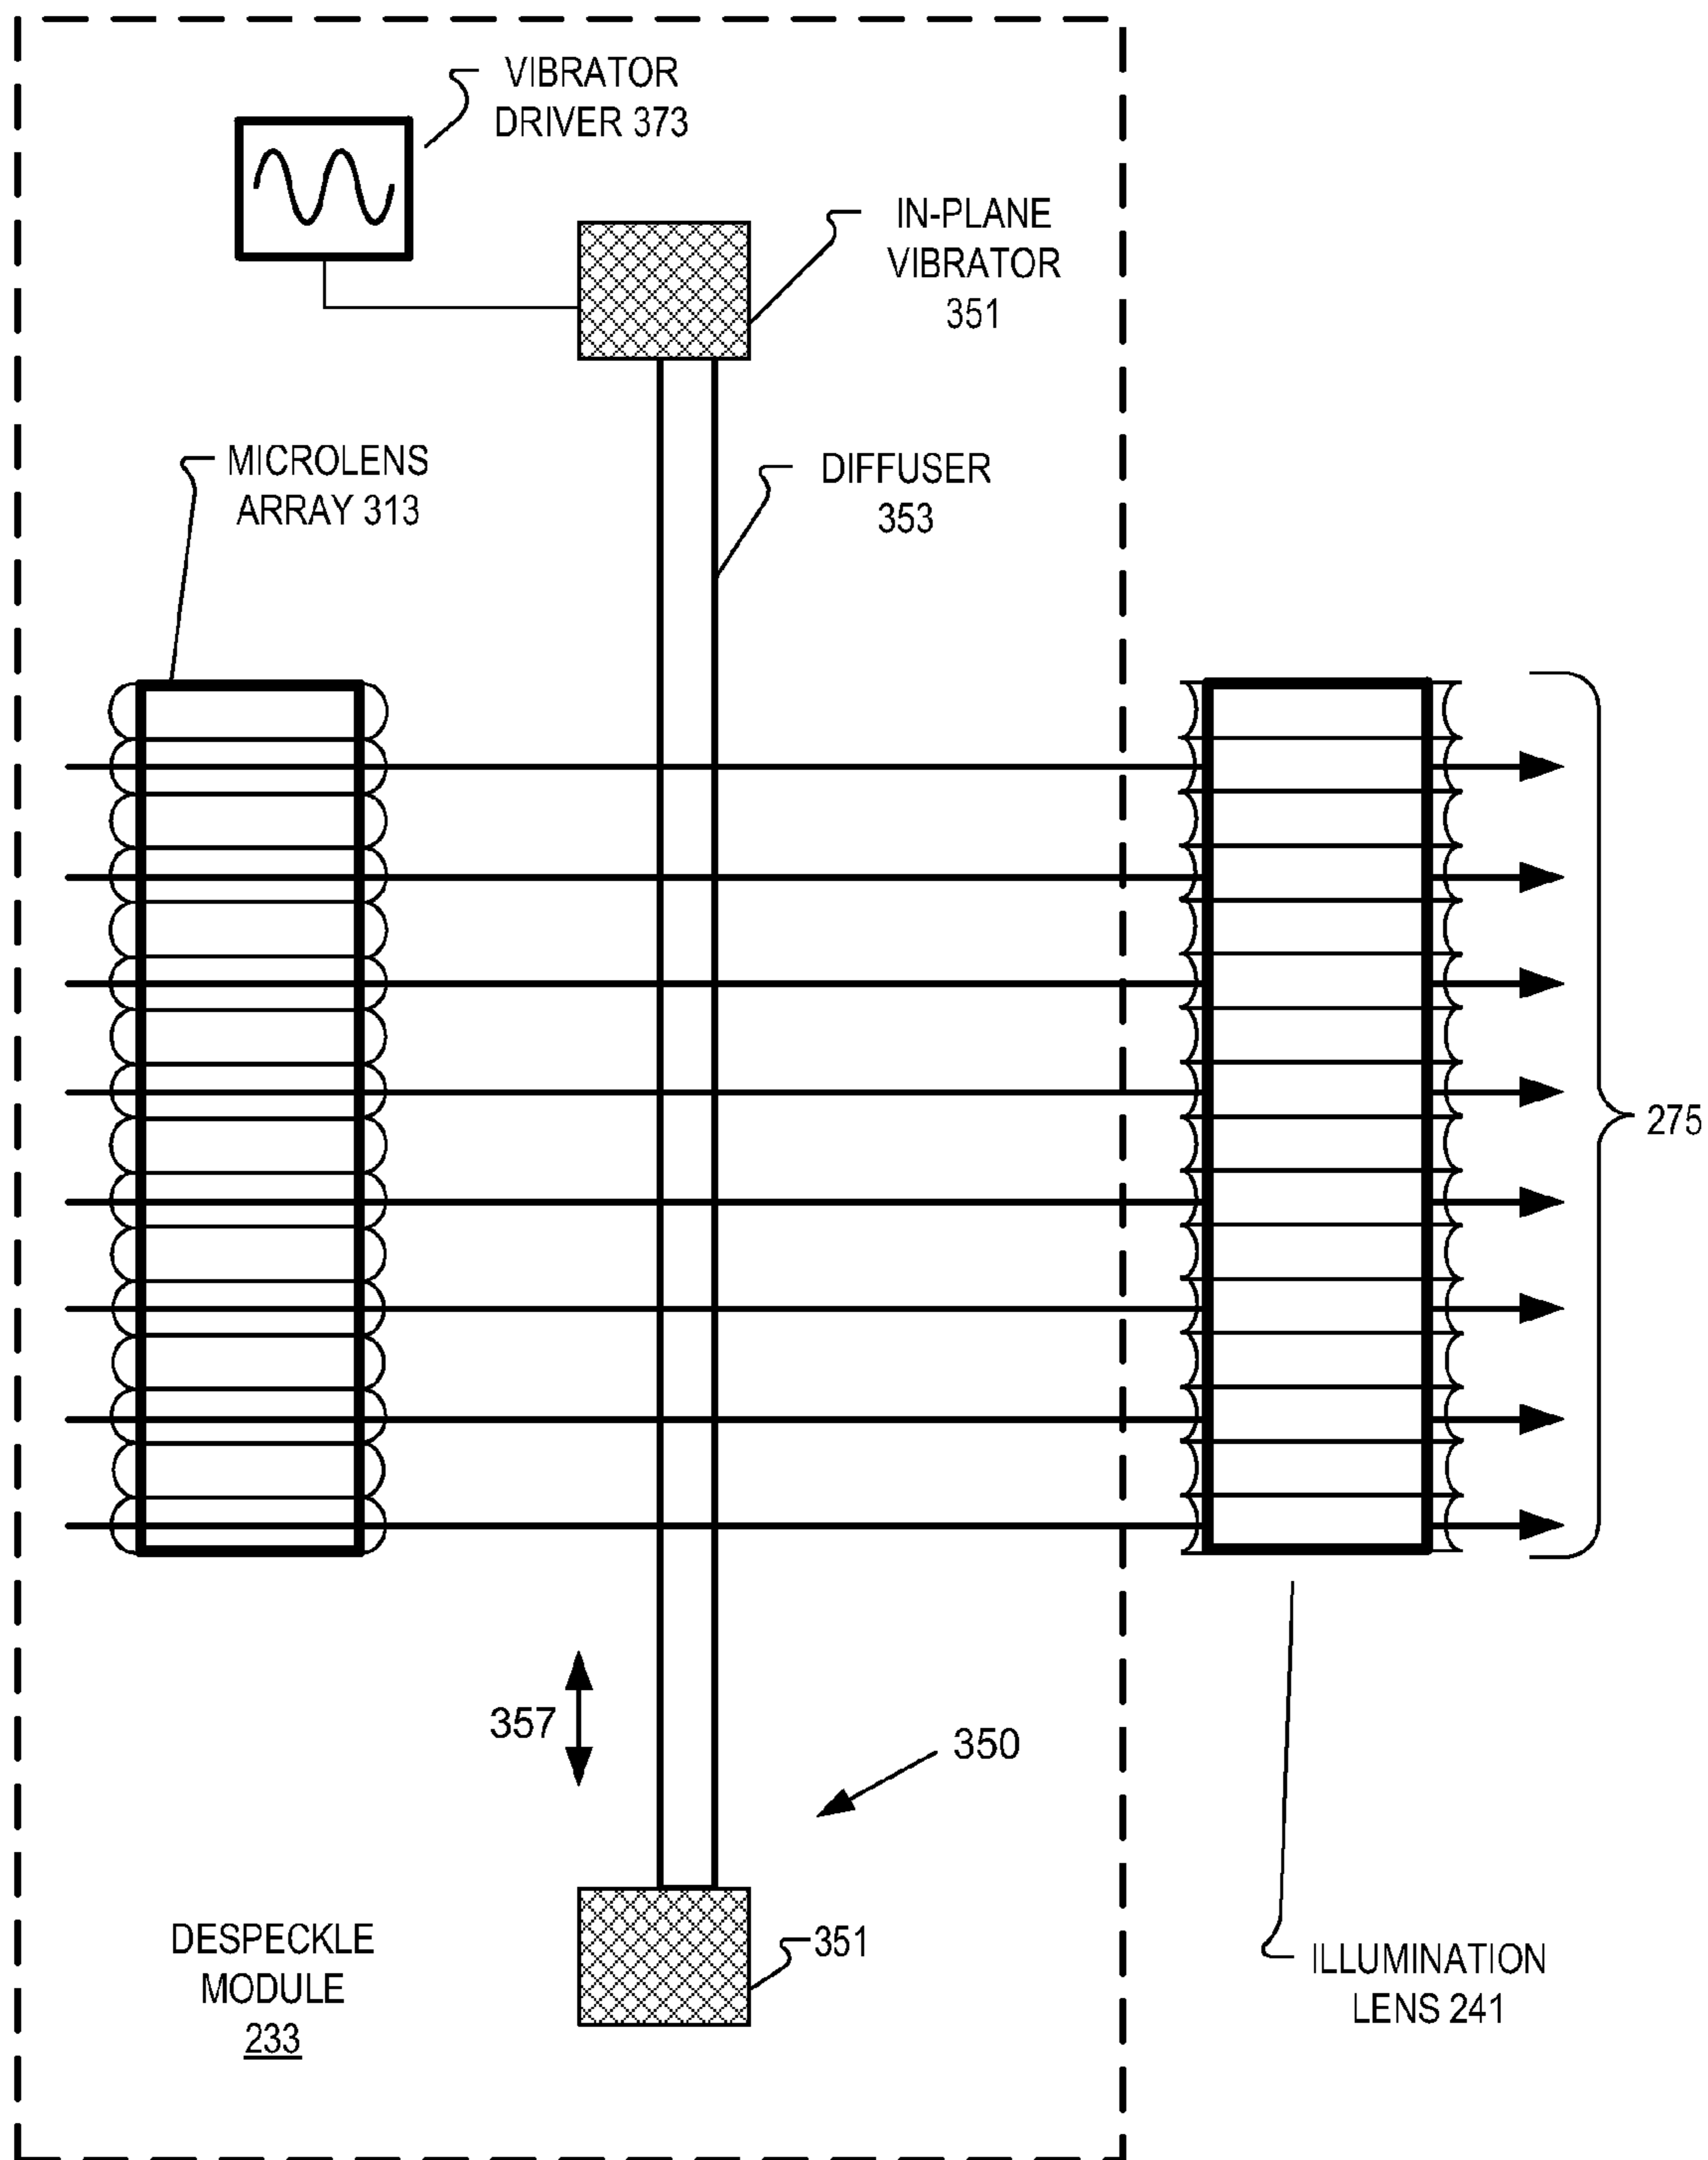 VIBRATOR
DRIVER 373
IN-PLANE
VIBRATOR
351
MICROLENS
ARRAY 313
DIFFUSER
353
275
357
350
351
DESPECKLE
MODULE
233
ILLUMINATION
LENS 241